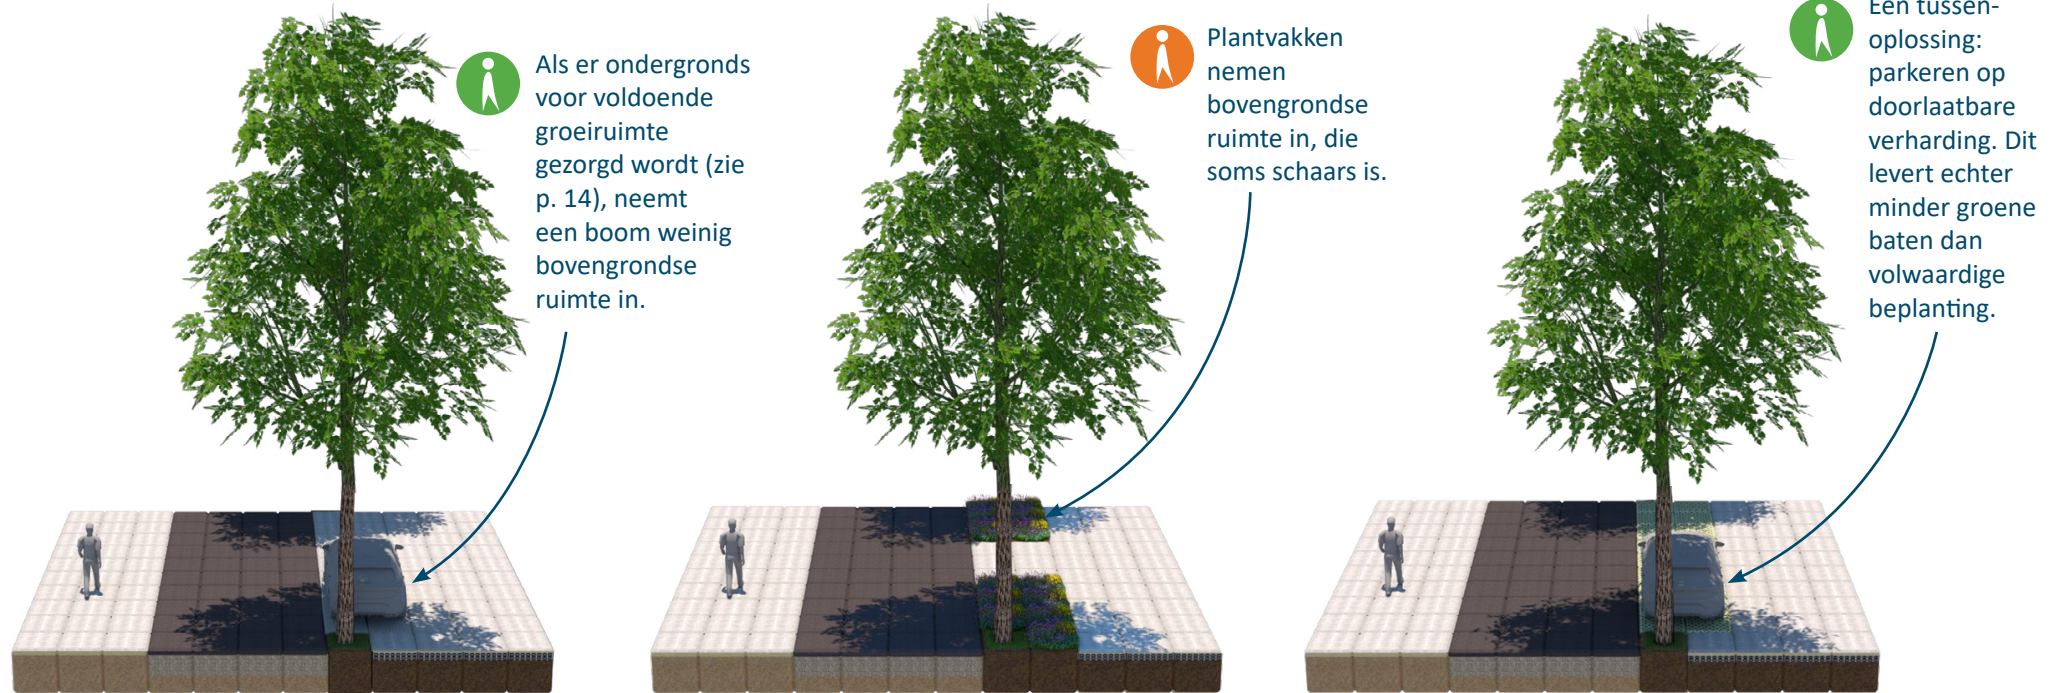 Als er ondergronds
voor voldoende
groeiruimte
gezorgd wordt (zie
p. 14), neemt
een boom weinig
bovengrondse
ruimte in.
Plantvakken
nemen
bovengrondse
ruimte in, die
soms schaars is.
Een tussen-
oplossing:
parkeren op
doorlaatbare
verharding. Dit
levert echter
minder groene
baten dan
volwaardige
beplanting.